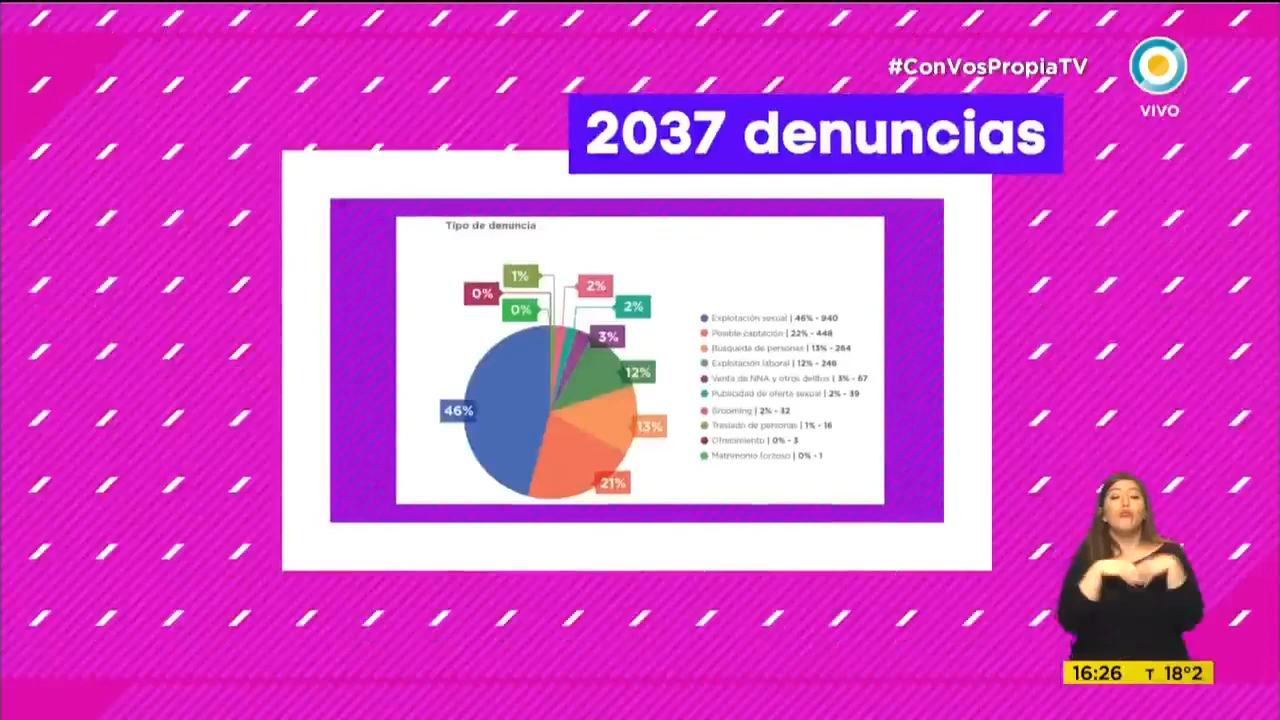 #ConVosPropiaTV
VIVO
2037 denuncias
Tipo de denuncia
1%
2%
0%
0%
2%
3%
12%
46%
13%
21%
Explotación sexual | 46% - 940
Posible captación | 22% - 448
Búsqueda de personas | 13% - 264
Explotación laboral | 12% - 246
Venta de NNA y otros delitos | 3% - 67
Publicidad de oferta sexual | 2% - 39
Grooming | 2% - 32
Traslado de personas | 1% - 16
Ofrecimiento | 0% - 3
Matrimonio forzoso | 0% - 1
16:26 T 18º2